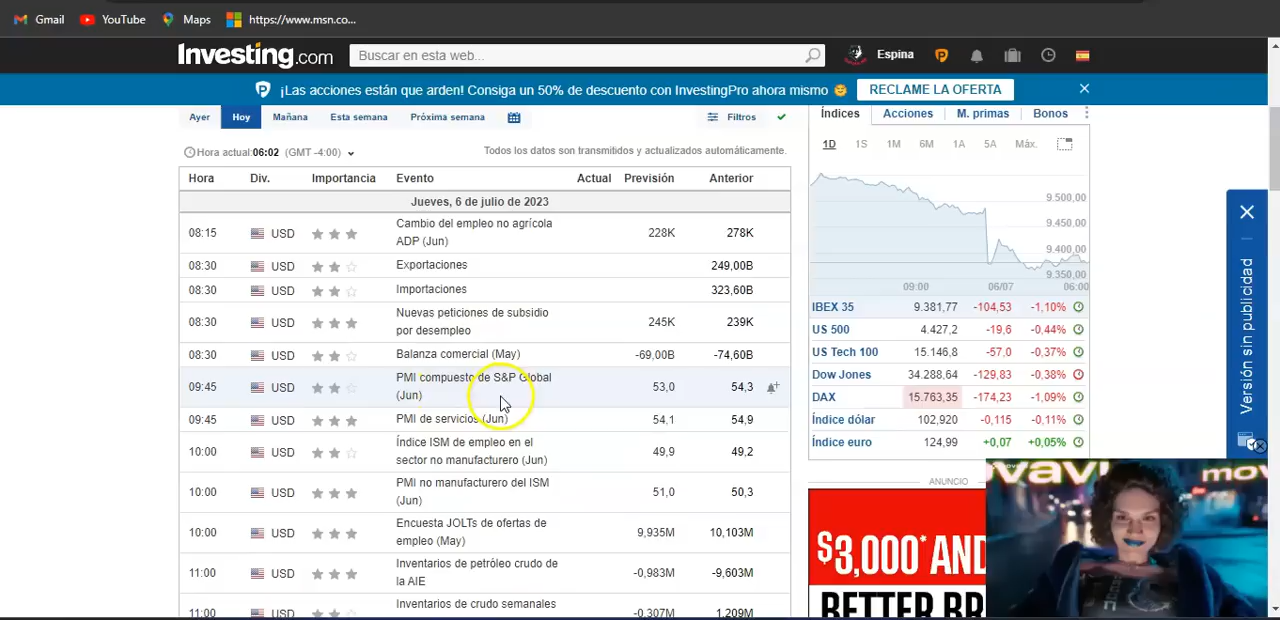 Gmail YouTube Maps https://www.msn.co...
Investing.com Buscar en esta web... Espina
¡Las acciones están que arden! Consiga un 50% de descuento con InvestingPro ahora mismo RECLAME LA OFERTA
Ayer Hoy Mañana Esta semana Próxima semana Filtros
Hora actual:06:02 (GMT -4:00) Todos los datos son transmitidos y actualizados automáticamente.
Hora Div. Importancia Evento Actual Previsión Anterior
Jueves, 6 de julio de 2023
08:15 USD Cambio del empleo no agrícola 228K 278K
ADP (Jun)
08:30 USD Exportaciones 249,00B
08:30 USD Importaciones 323,60B
08:30 USD Nuevas peticiones de subsidio 245K 239K
por desempleo
08:30 USD Balanza comercial (May) -69,00B -74,60B
09:45 USD PMI compuesto de S&P Global 53,0 54,3
(Jun)
09:45 USD PMI de servicios (Jun) 54,1 54,9
10:00 USD Índice ISM de empleo en el 49,9 49,2
sector no manufacturero (Jun)
10:00 USD PMI no manufacturero del ISM 51,0 50,3
(Jun)
10:00 USD Encuesta JOLTs de ofertas de 9,935M 10,103M
empleo (May)
11:00 USD Inventarios de petróleo crudo de -0,983M -9,603M
la AIE
11:00 USD Inventarios de crudo semanales -0,307M 1,209M
Índices Acciones M. primas Bonos
1D 1S 1M 6M 1A 5A Máx.
9.500,00
9.450,00
9.400,00
9.350,00
09:00 06/07 06:00
IBEX 35 9.381,77 -104,53 -1,10%
US 500 4.427,2 -19,6 -0,44%
US Tech 100 15.146,8 -57,0 -0,37%
Dow Jones 34.288,64 -129,83 -0,38%
DAX 15.763,35 -174,23 -1,09%
Índice dólar 102,920 -0,115 -0,11%
Índice euro 124,99 +0,07 +0,05%
ANUNCIO
$3,000* AND
BETTER BR
Versión sin publicidad